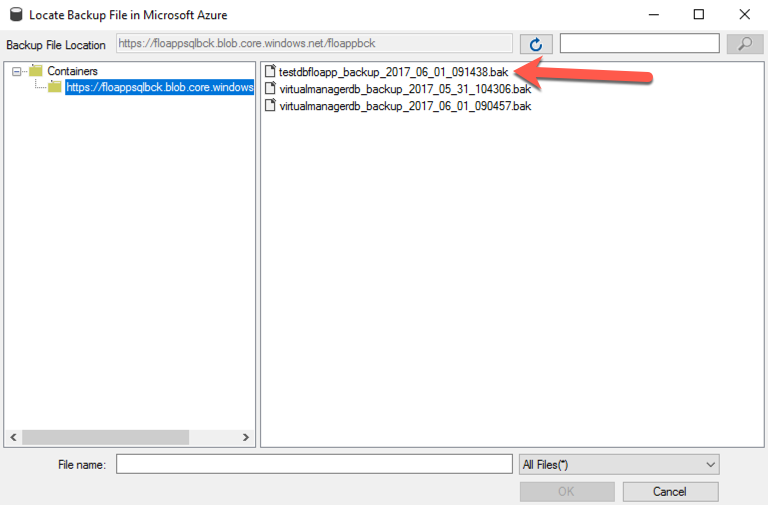 Locate Backup File in Microsoft Azure
Backup File Location https://floappsqlbck.blob.core.windows.net/floappbck
Containers
https://floappsqlbck.blob.core.windows
testdbfloapp_backup_2017_06_01_091438.bak
virtualmanagerdb_backup_2017_05_31_104306.bak
virtualmanagerdb_backup_2017_06_01_090457.bak
File name: All Files(*)
OK Cancel